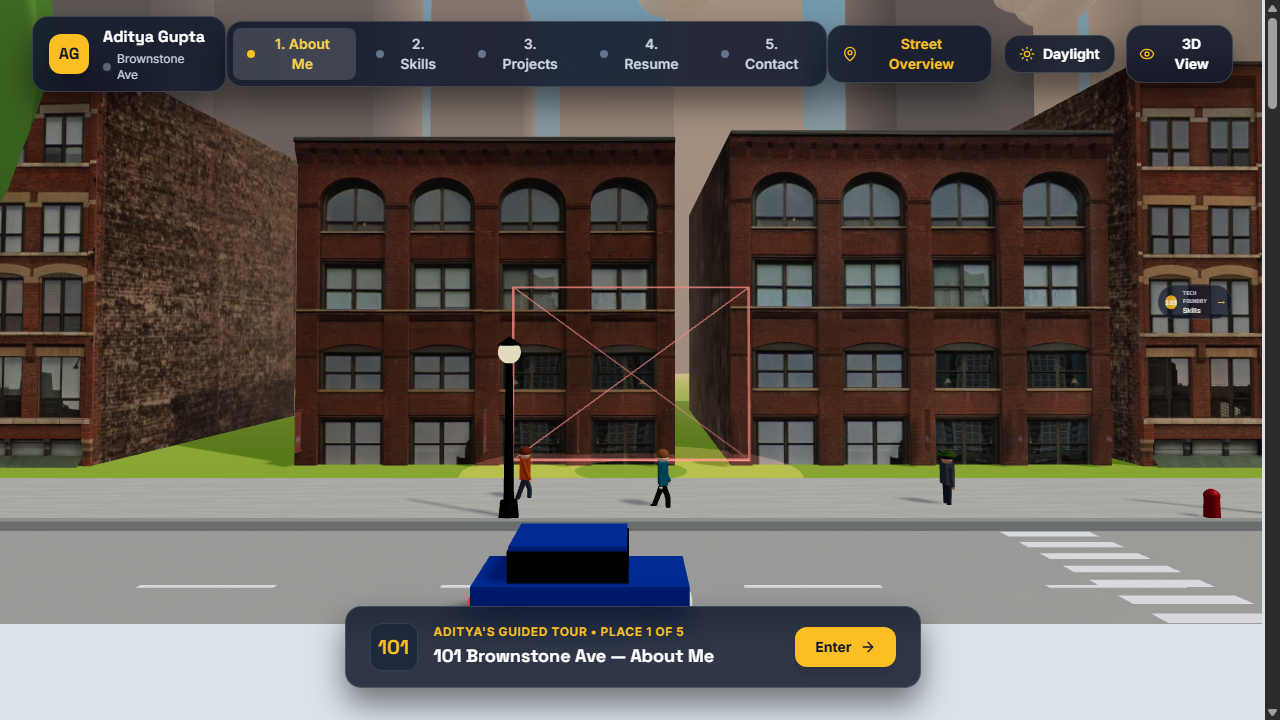 AG
Aditya Gupta
Brownstone
Ave
1. About
Me
2.
Skills
3.
Projects
4.
Resume
5.
Contact
Street
Overview
Daylight
3D
View
TECH
FOUNDRY
Skills →
101
ADITYA'S GUIDED TOUR • PLACE 1 OF 5
101 Brownstone Ave — About Me
Enter →